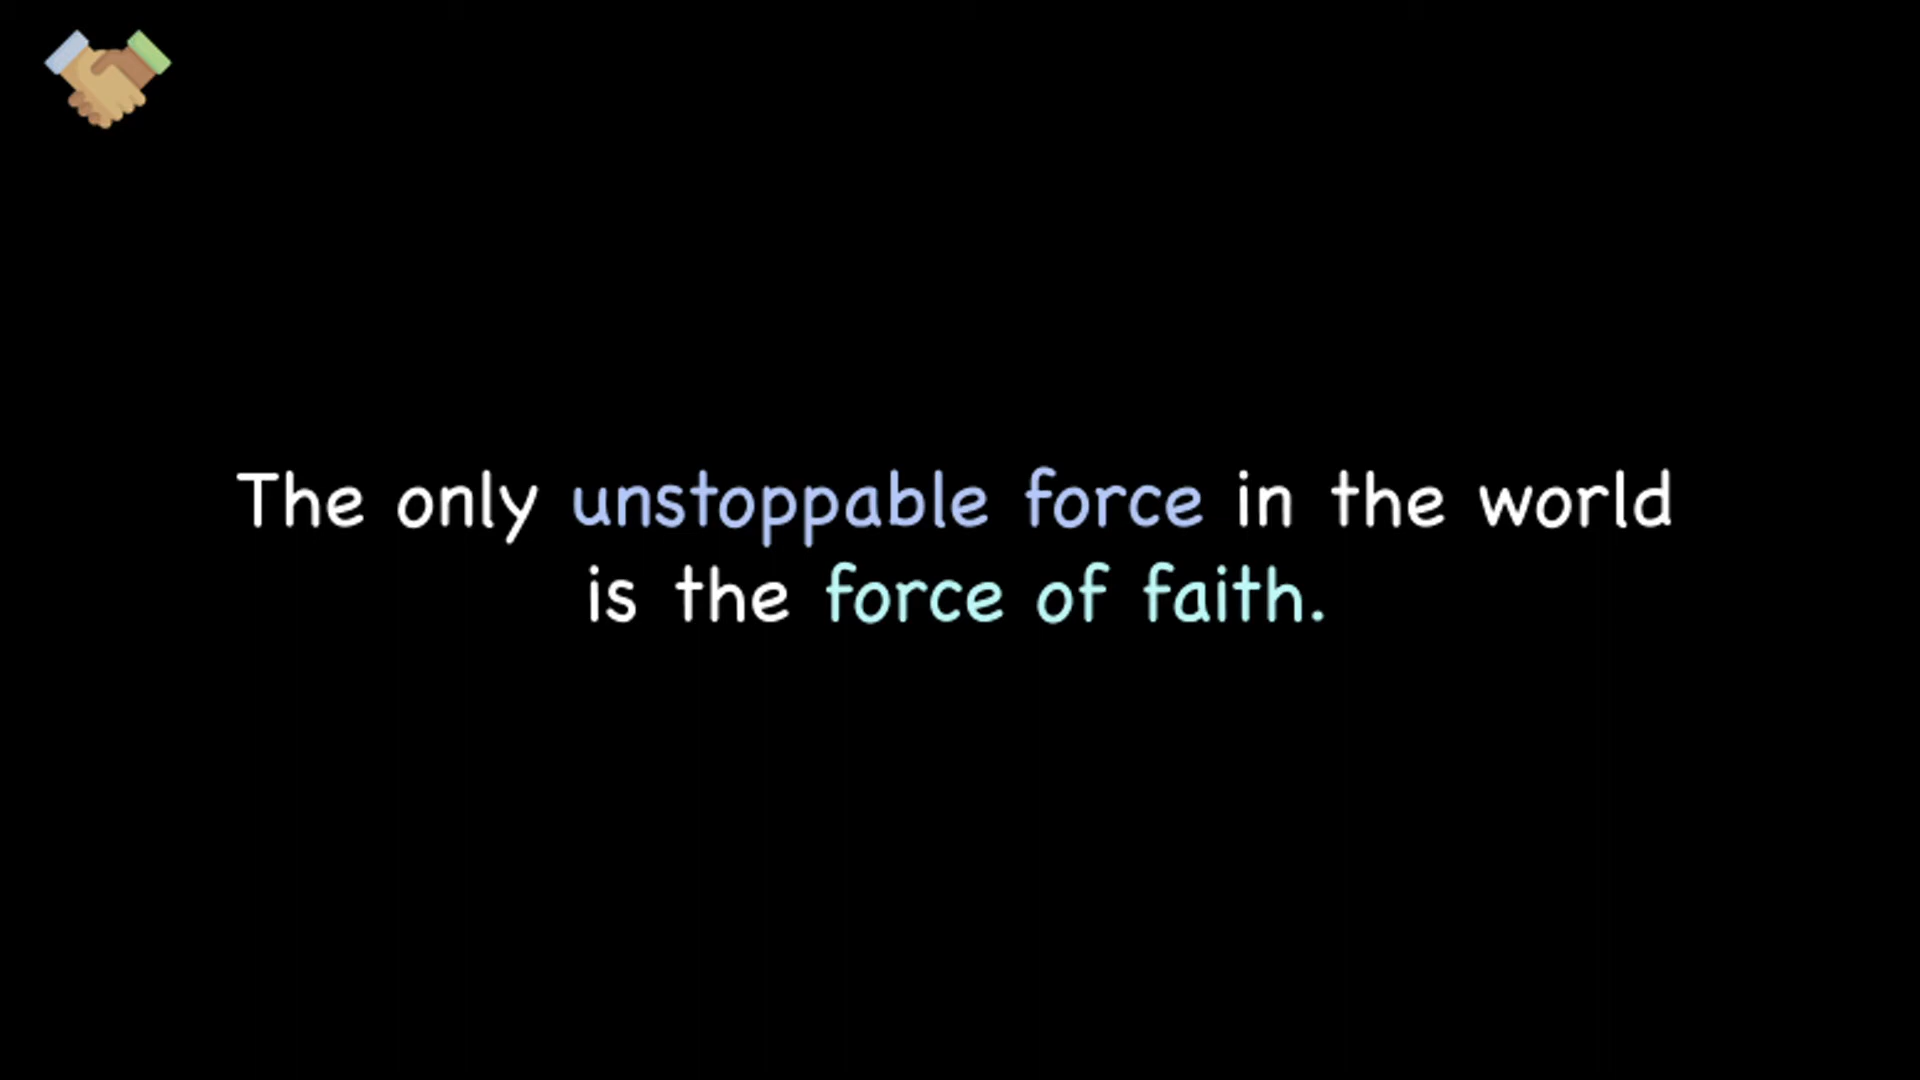 The only unstoppable force in the world
is the force of faith.